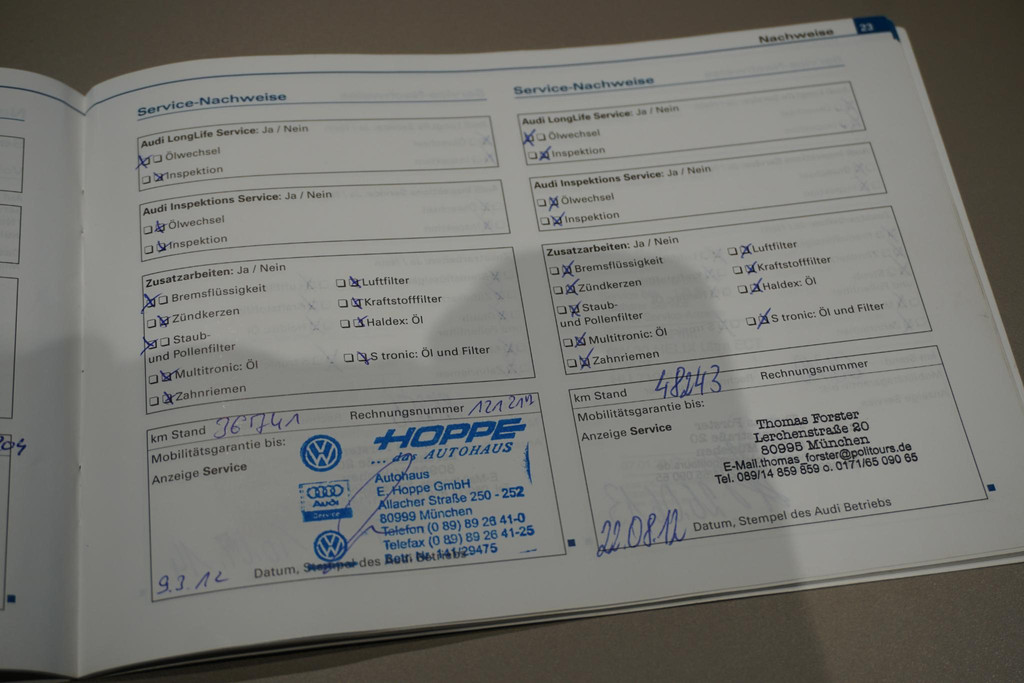 Nachweise 23
Service-Nachweise
Audi LongLife Service: Ja / Nein
Ölwechsel
Inspektion
Audi Inspektions Service: Ja / Nein
Ölwechsel
Inspektion
Zusatzarbeiten: Ja / Nein
Bremsflüssigkeit
Zündkerzen
Staub-
und Pollenfilter
Multitronic: Öl
Zahnriemen
Luftfilter
Kraftstofffilter
Haldex: Öl
S tronic: Öl und Filter
km Stand 36741 Rechnungsnummer
Mobilitätsgarantie bis:
Anzeige Service
HOPPE
... das AUTOHAUS
Audi
Service
Autohaus
E. Hoppe GmbH
Allacher Straße 250 - 252
80999 München
Telefon (0 89) 89 26 41-0
Telefax (0 89) 89 26 41-25
Betr. Nr. 141/29475
9.3.12 Datum, Stempel des Audi Betriebs
Service-Nachweise
Audi LongLife Service: Ja / Nein
Ölwechsel
Inspektion
Audi Inspektions Service: Ja / Nein
Ölwechsel
Inspektion
Zusatzarbeiten: Ja / Nein
Bremsflüssigkeit
Zündkerzen
Staub-
und Pollenfilter
Multitronic: Öl
Zahnriemen
Luftfilter
Kraftstofffilter
Haldex: Öl
S tronic: Öl und Filter
km Stand 48243 Rechnungsnummer
Mobilitätsgarantie bis:
Anzeige Service
Thomas Forster
Lerchenstraße 20
80995 München
E-Mail.thomas_forster@politours.de
Tel. 089/14 859 559 o. 0171/65 090 65
22.08.12 Datum, Stempel des Audi Betriebs